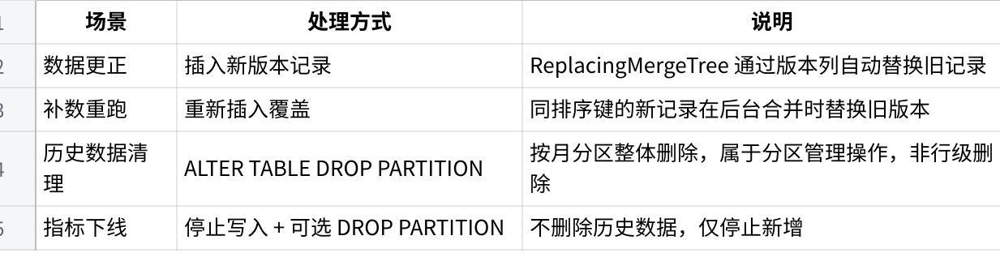 1 场景 处理方式 说明
2 数据更正 插入新版本记录 ReplacingMergeTree 通过版本列自动替换旧记录
3 补数重跑 重新插入覆盖 同排序键的新记录在后台合并时替换旧版本
4 历史数据清理 ALTER TABLE DROP PARTITION 按月分区整体删除，属于分区管理操作，非行级删除
5 指标下线 停止写入 + 可选 DROP PARTITION 不删除历史数据，仅停止新增